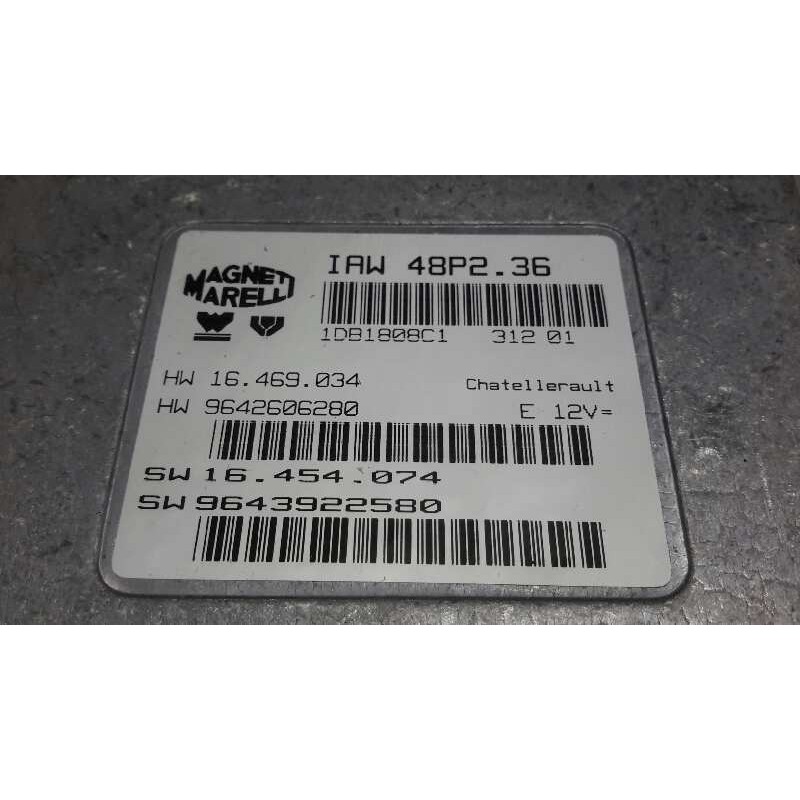 MAGNETI
MARELLI
IAW 48P2.36
1DB1808C1 312 01
HW 16.469.034 Chatellerault
HW 9642606280 E 12V=
SW 16.454.074
SW 9643922580